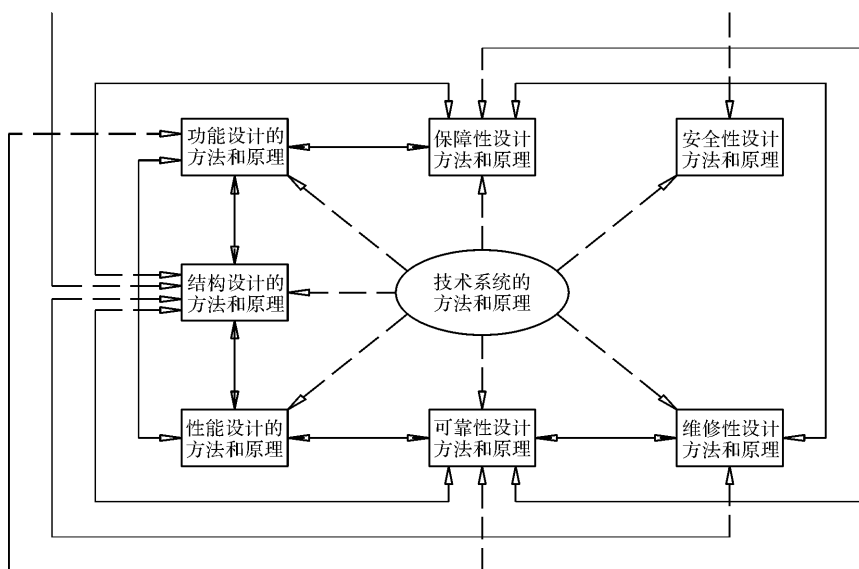 功能设计的
方法和原理
保障性设计
方法和原理
安全性设计
方法和原理
结构设计的
方法和原理
技术系统的
方法和原理
性能设计的
方法和原理
可靠性设计
方法和原理
维修性设计
方法和原理